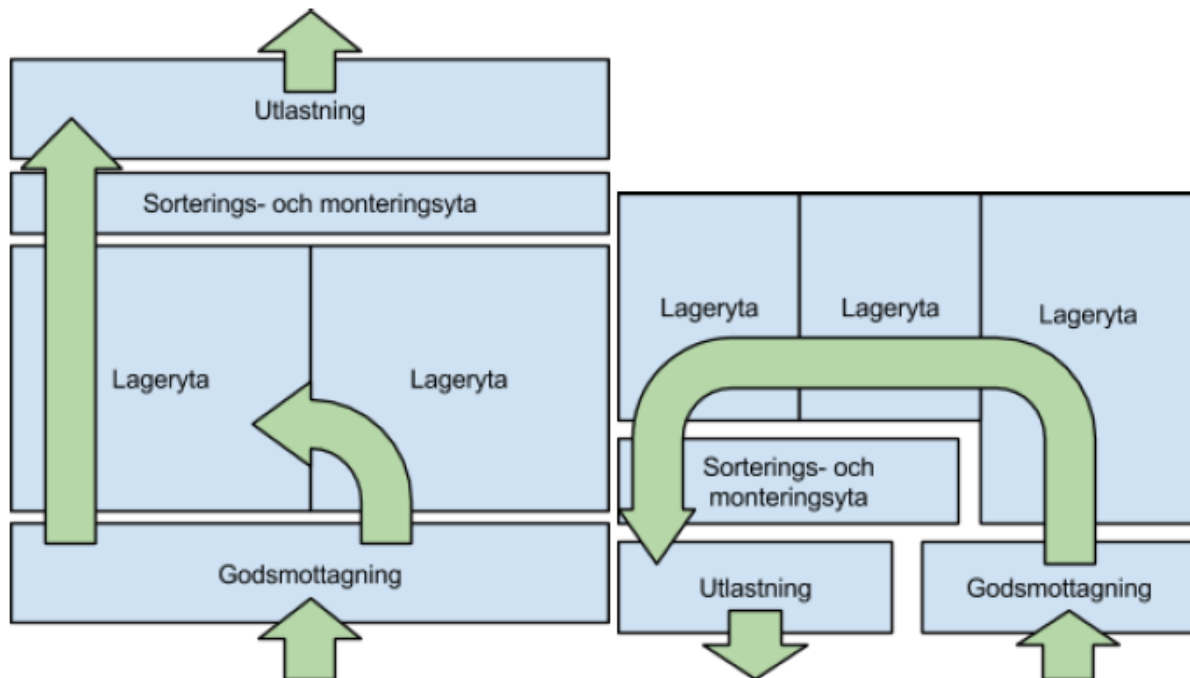 Utlastning
Sorterings- och monteringsyta
Lageryta
Lageryta
Godsmottagning
Lageryta
Lageryta
Lageryta
Sorterings- och
monteringsyta
Utlastning
Godsmottagning